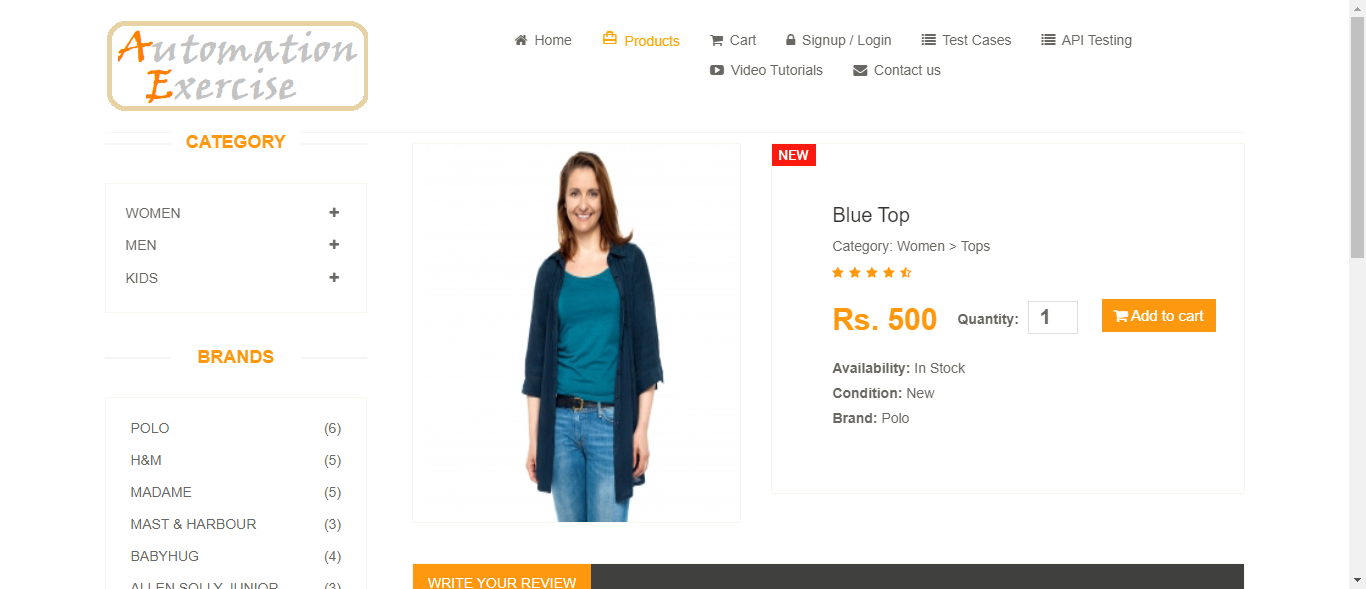 Automation
Exercise
Home
Products
Cart
Signup / Login
Test Cases
API Testing
Video Tutorials
Contact us
CATEGORY
WOMEN
MEN
KIDS
BRANDS
POLO (6)
H&M (5)
MADAME (5)
MAST & HARBOUR (3)
BABYHUG (4)
ALLEN SOLLY JUNIOR (3)
NEW
Blue Top
Category: Women > Tops
Rs. 500 Quantity: 1 Add to cart
Availability: In Stock
Condition: New
Brand: Polo
WRITE YOUR REVIEW